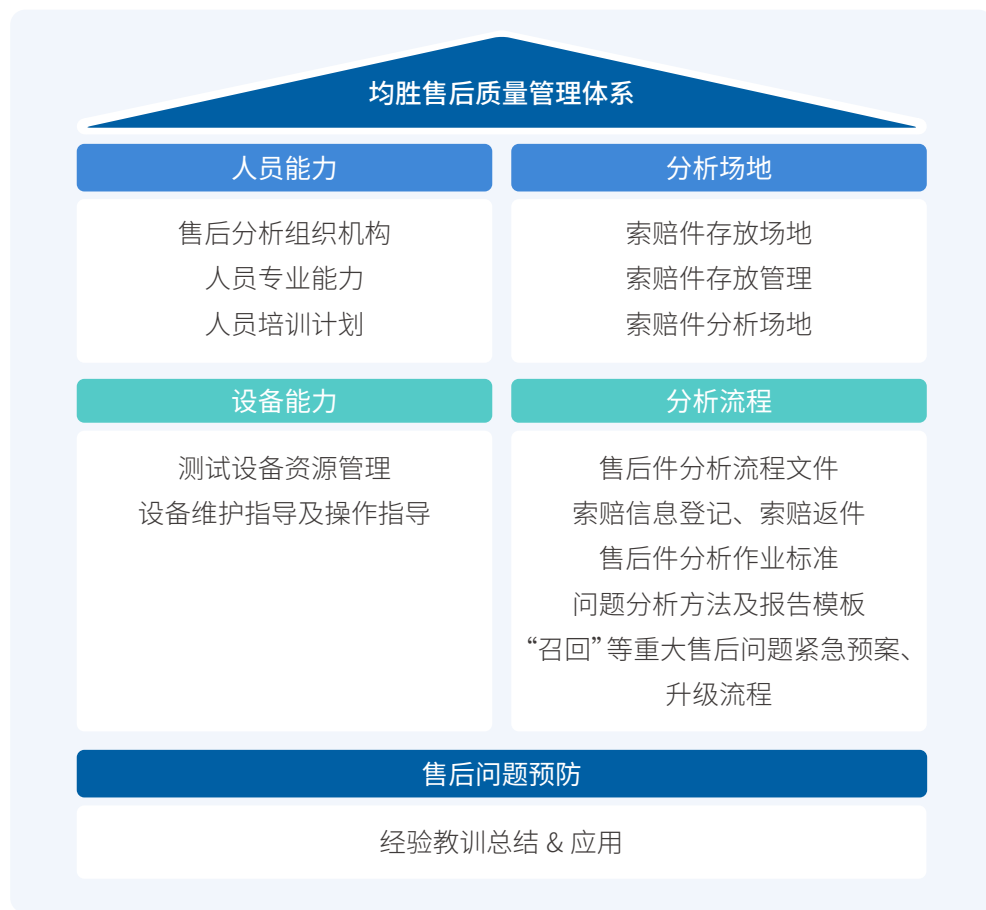 均胜售后质量管理体系
人员能力
售后分析组织机构
人员专业能力
人员培训计划
分析场地
索赔件存放场地
索赔件存放管理
索赔件分析场地
设备能力
测试设备资源管理
设备维护指导及操作指导
分析流程
售后件分析流程文件
索赔信息登记、索赔返件
售后件分析作业标准
问题分析方法及报告模板
“召回”等重大售后问题紧急预案、
升级流程
售后问题预防
经验教训总结 & 应用